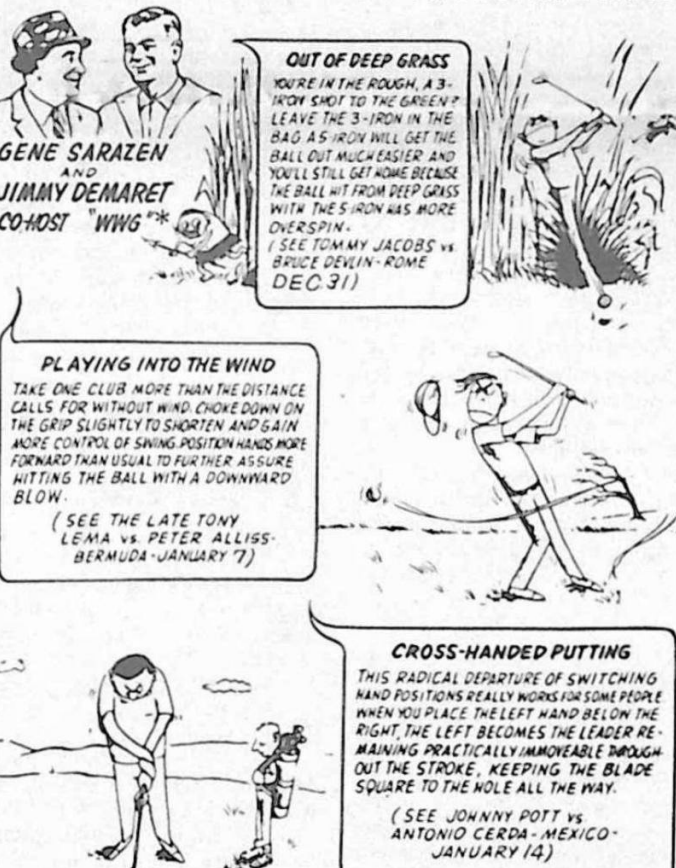 GENE SARAZEN
AND
JIMMY DEMARET
CO-HOST "WWG"*
OUT OF DEEP GRASS
YOU'RE IN THE ROUGH, A 3-
IRON SHOT TO THE GREEN?
LEAVE THE 3-IRON IN THE
BAG A 5-IRON WILL GET THE
BALL OUT MUCH EASIER AND
YOU'LL STILL GET HOME BECAUSE
THE BALL HIT FROM DEEP GRASS
WITH THE 5 IRON HAS MORE
OVERSPIN.
(SEE TOMMY JACOBS vs.
BRUCE DEVLIN-ROME
DEC. 31)
PLAYING INTO THE WIND
TAKE ONE CLUB MORE THAN THE DISTANCE
CALLS FOR WITHOUT WIND. CHOKE DOWN ON
THE GRIP SLIGHTLY TO SHORTEN AND GAIN
MORE CONTROL OF SWING. POSITION HANDS MORE
FORWARD THAN USUAL TO FURTHER ASSURE
HITTING THE BALL WITH A DOWNWARD
BLOW.
(SEE THE LATE TONY
LEMA vs. PETER ALLISS-
BERMUDA-JANUARY 7)
CROSS-HANDED PUTTING
THIS RADICAL DEPARTURE OF SWITCHING
HAND POSITIONS REALLY WORKS FOR SOME PEOPLE
WHEN YOU PLACE THE LEFT HAND BELOW THE
RIGHT, THE LEFT BECOMES THE LEADER RE-
MAINING PRACTICALLY IMMOVEABLE THROUGH-
OUT THE STROKE, KEEPING THE BLADE
SQUARE TO THE HOLE ALL THE WAY.
(SEE JOHNNY POTT vs
ANTONIO CERDA-MEXICO-
JANUARY 14)